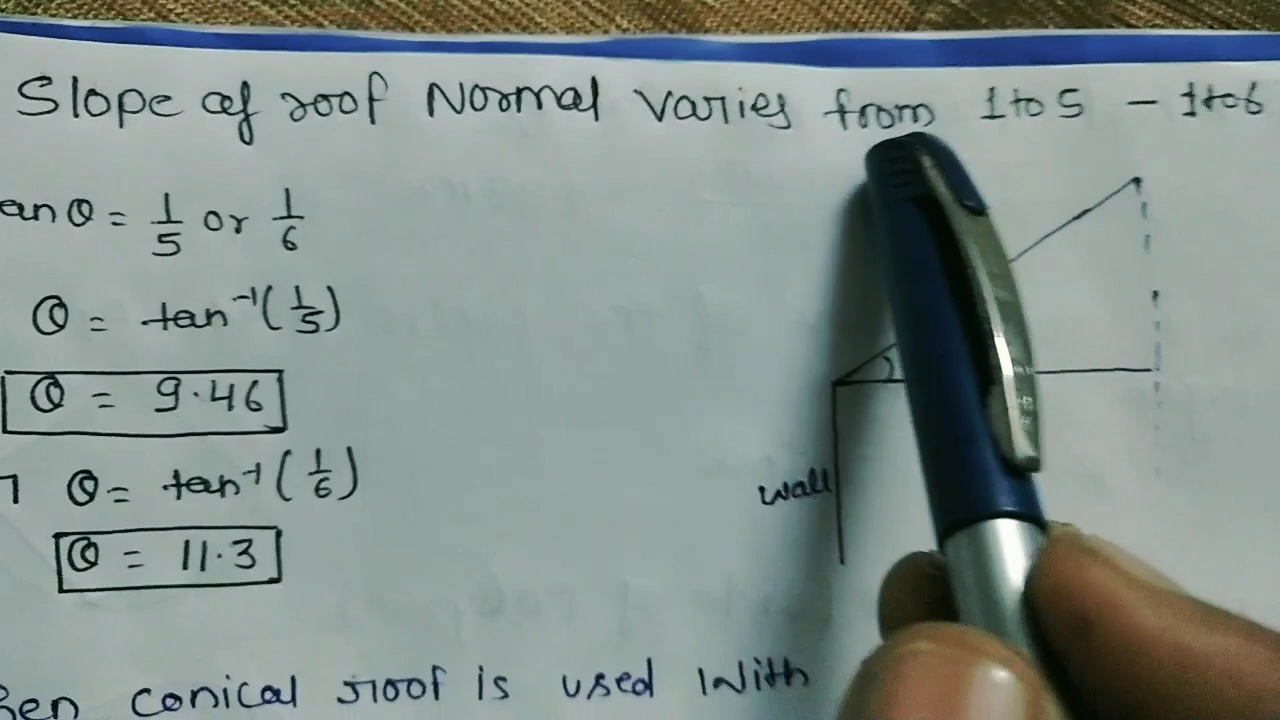 Slope of roof Normal varies from 1 to 5 - 1 to 6
an θ = 1/5 or 1/6
θ = tan⁻¹(1/5)
θ = 9.46
θ = tan⁻¹(1/6)
θ = 11.3
wall
conical roof is used With